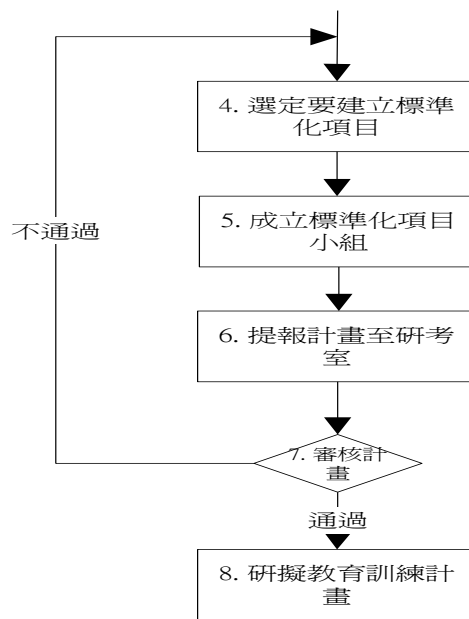 4. 選定要建立標準
化項目
5. 成立標準化項目
小組
不通過
6. 提報計畫至研考
室
7. 審核計
畫
通過
8. 研擬教育訓練計
畫